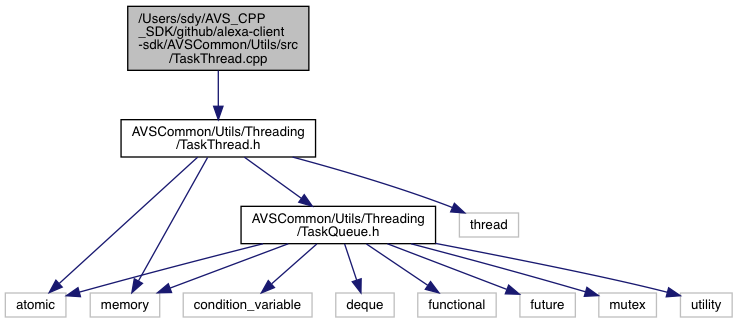 /Users/sdy/AVS_CPP
_SDK/github/alexa-client
-sdk/AVSCommon/Utils/src
/TaskThread.cpp
AVSCommon/Utils/Threading
/TaskThread.h
AVSCommon/Utils/Threading
/TaskQueue.h
thread
atomic
memory
condition_variable
deque
functional
future
mutex
utility